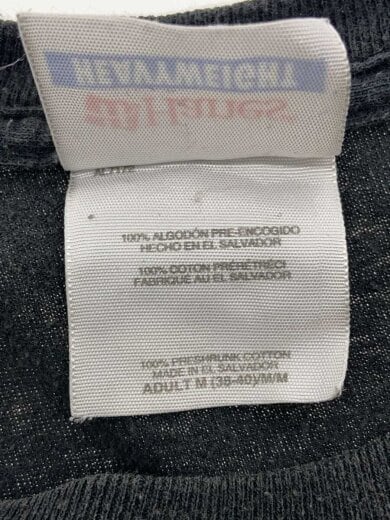 HEAVYWEIGHT
100% ALGODÓN PRE-ENCOGIDO
HECHO EN EL SALVADOR
100% COTON PRÉRÉTRÉCI
FABRIQUÉ AU EL SALVADOR
100% PRESHRUNK COTTON
MADE IN EL SALVADOR
ADULT M (38-40)/M/M